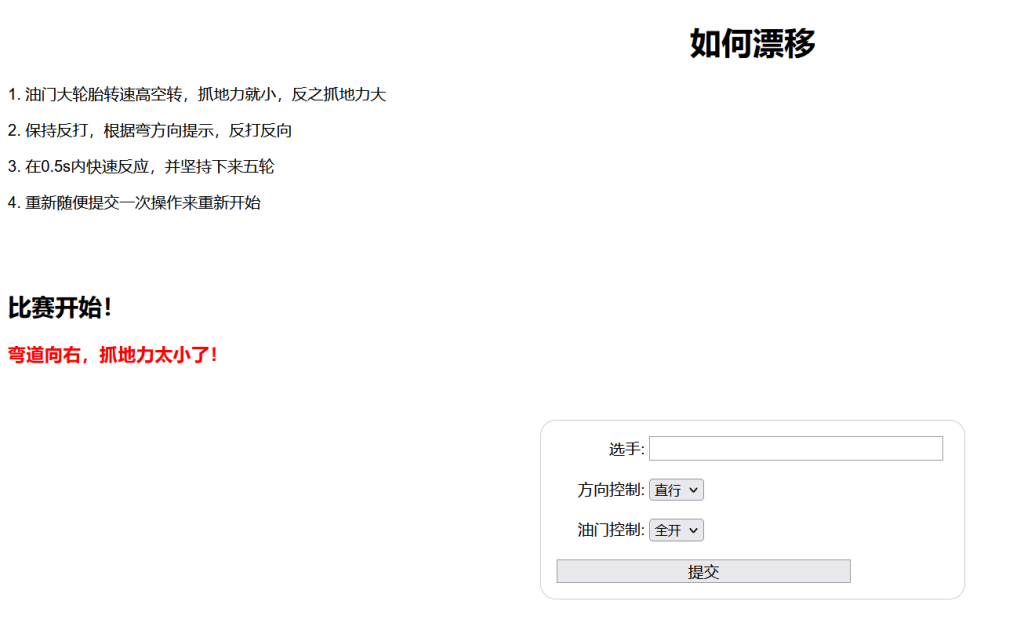 如何漂移
1. 油门大轮胎转速高空转，抓地力就小，反之抓地力大
2. 保持反打，根据弯方向提示，反打反向
3. 在0.5s内快速反应，并坚持下来五轮
4. 重新随便提交一次操作来重新开始
比赛开始！
弯道向右，抓地力太小了！
选手:
方向控制: 直行
油门控制: 全开
提交